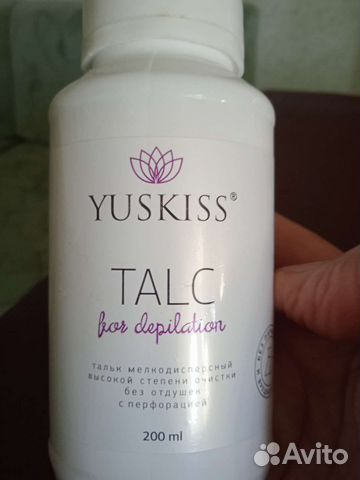 YUSKISS®
TALC
for depilation
тальк мелкодисперсный
высокой степени очистки
без отдушек
с перфорацией
200 ml
Avito